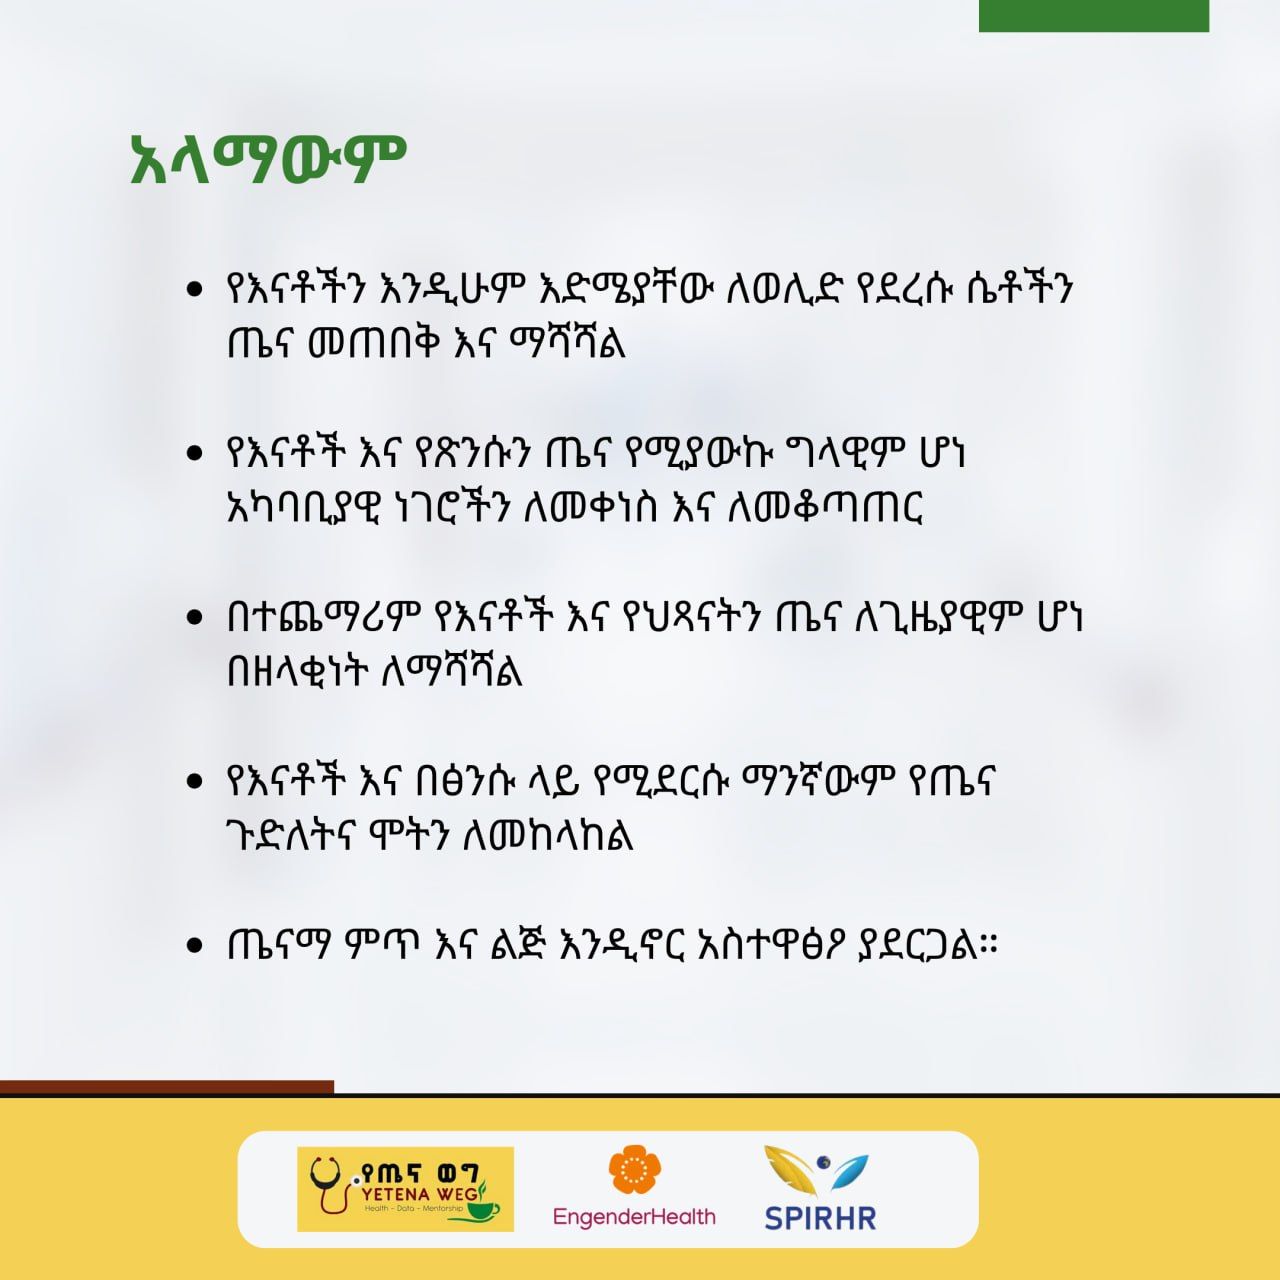 አላማውም
• የእናቶችን እንዲሁም እድሜያቸው ለወሊድ የደረሱ ሴቶችን
ጤና መጠበቅ እና ማሻሻል
• የእናቶች እና የጽንሱን ጤና የሚያውኩ ግላዊም ሆነ
አካባቢያዊ ነገሮችን ለመቀነስ እና ለመቆጣጠር
• በተጨማሪም የእናቶች እና የህጻናትን ጤና ለጊዜያዊም ሆነ
በዘላቂነት ለማሻሻል
• የእናቶች እና በፅንሱ ላይ የሚደርሱ ማንኛውም የጤና
ጉድለትና ሞትን ለመከላከል
• ጤናማ ምጥ እና ልጅ እንዲኖር አስተዋፅዖ ያደርጋል።
የጤና ወግ
YETENA WEG
Health - Data - Mentorship
EngenderHealth
SPIRHR